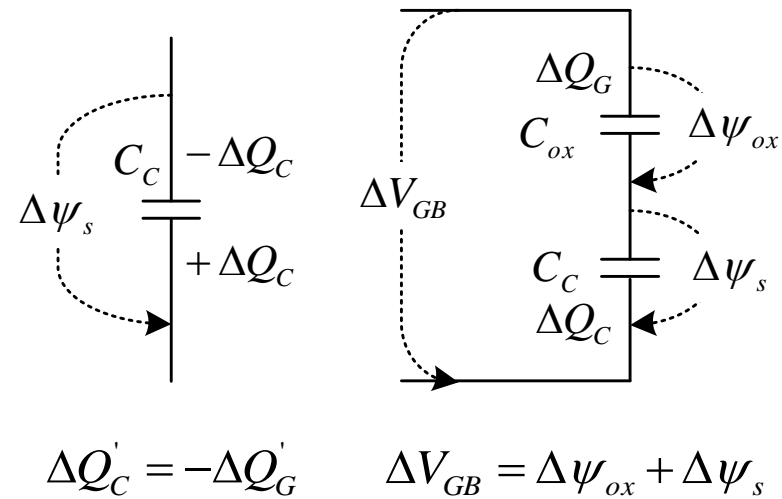 Δψ_s
C_C
− ΔQ_C
+ ΔQ_C
ΔV_GB
ΔQ_G
C_ox
Δψ_ox
C_C
Δψ_s
ΔQ_C
ΔQ'_C = −ΔQ'_G
ΔV_GB = Δψ_ox + Δψ_s